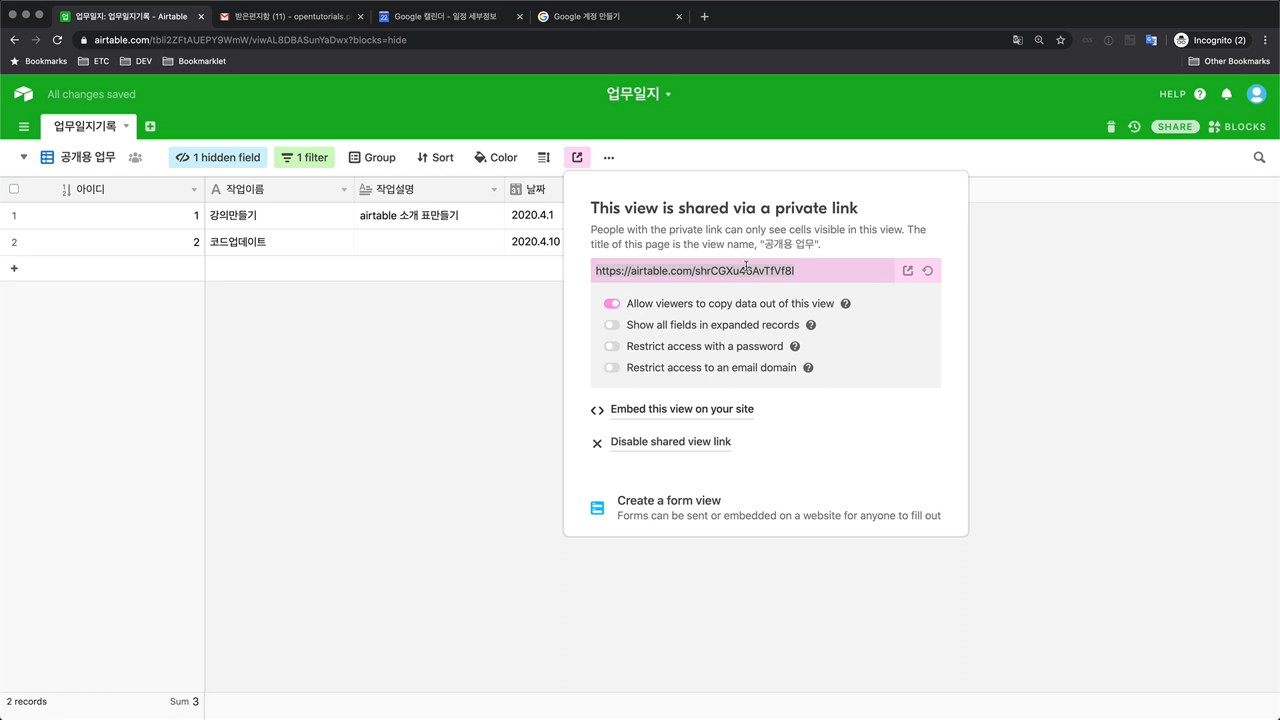 업무일지: 업무일지기록 - Airtable
받은편지함 (11) - opentutorials.p
Google 캘린더 - 일정 세부정보
Google 계정 만들기
airtable.com/tbli2ZFtAUEPY9WmW/viwAL8DBASunYaDwx?blocks=hide
Incognito (2)
Bookmarks
ETC
DEV
Bookmarklet
Other Bookmarks
All changes saved
업무일지
HELP
업무일지기록
SHARE
BLOCKS
공개용 업무
1 hidden field
1 filter
Group
Sort
Color
아이디
작업이름
작업설명
날짜
1 1 강의만들기 airtable 소개 표만들기 2020.4.1
2 2 코드업데이트 2020.4.10
This view is shared via a private link
People with the private link can only see cells visible in this view. The
title of this page is the view name, "공개용 업무".
https://airtable.com/shrCGXu46AvTfVf8l
Allow viewers to copy data out of this view
Show all fields in expanded records
Restrict access with a password
Restrict access to an email domain
Embed this view on your site
Disable shared view link
Create a form view
Forms can be sent or embedded on a website for anyone to fill out
2 records
Sum 3